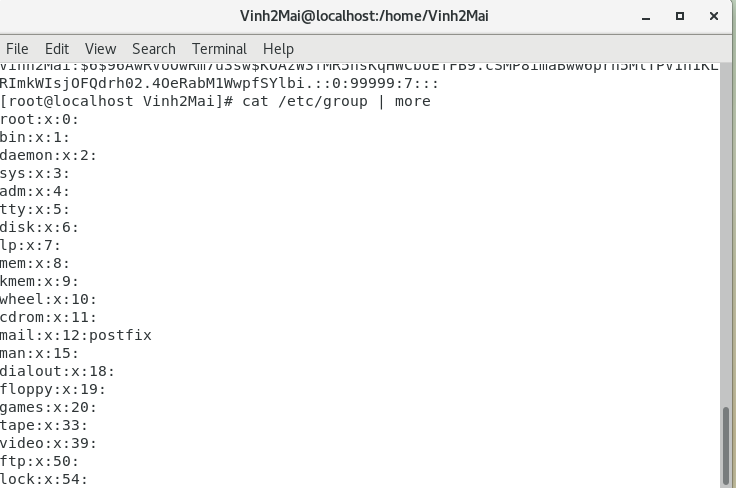 Vinh2Mai@localhost:/home/Vinh2Mai
File Edit View Search Terminal Help
RImkWIsjOFQdrh02.4OeRabM1WwpfSYlbi.::0:99999:7:::
[root@localhost Vinh2Mai]# cat /etc/group | more
root:x:0:
bin:x:1:
daemon:x:2:
sys:x:3:
adm:x:4:
tty:x:5:
disk:x:6:
lp:x:7:
mem:x:8:
kmem:x:9:
wheel:x:10:
cdrom:x:11:
mail:x:12:postfix
man:x:15:
dialout:x:18:
floppy:x:19:
games:x:20:
tape:x:33:
video:x:39:
ftp:x:50:
lock:x:54: